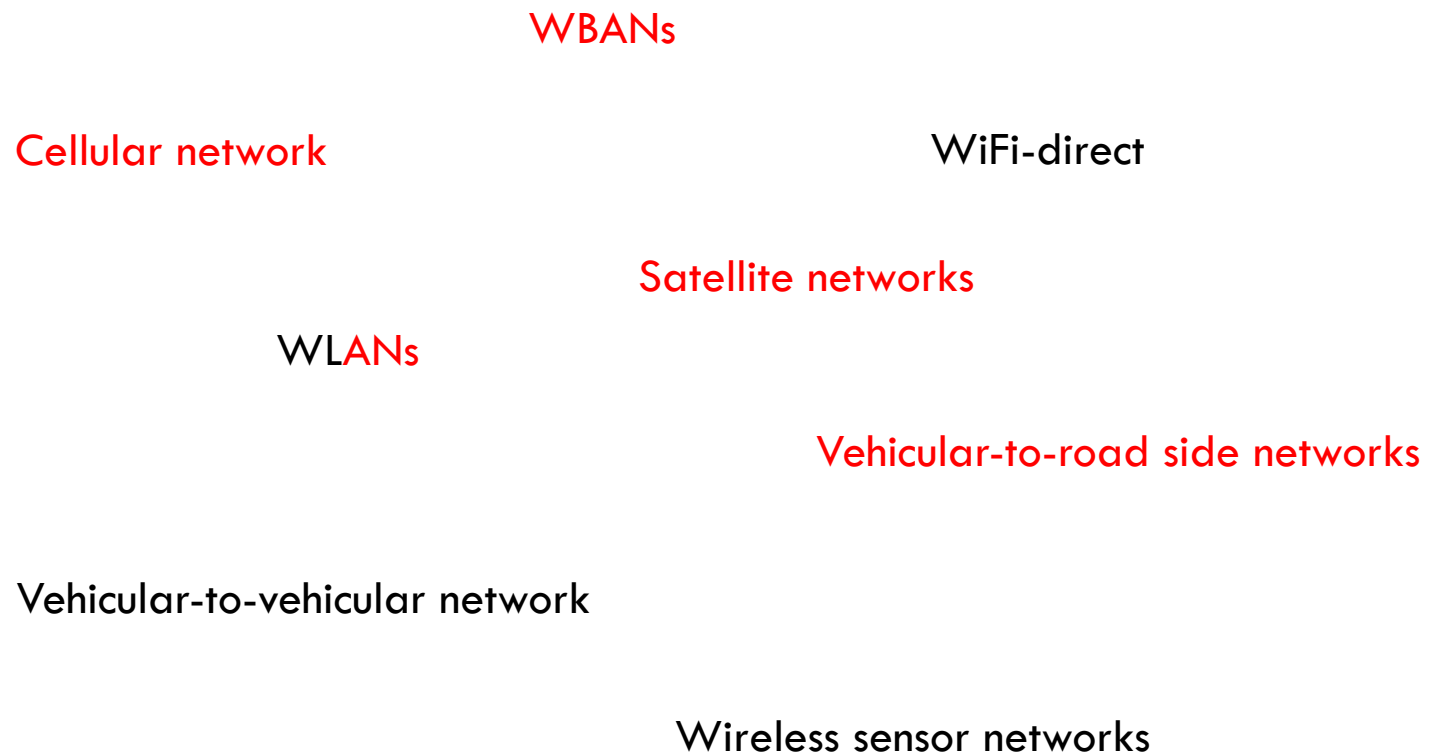 WBANs
Cellular network
WiFi-direct
Satellite networks
WLANs
Vehicular-to-road side networks
Vehicular-to-vehicular network
Wireless sensor networks